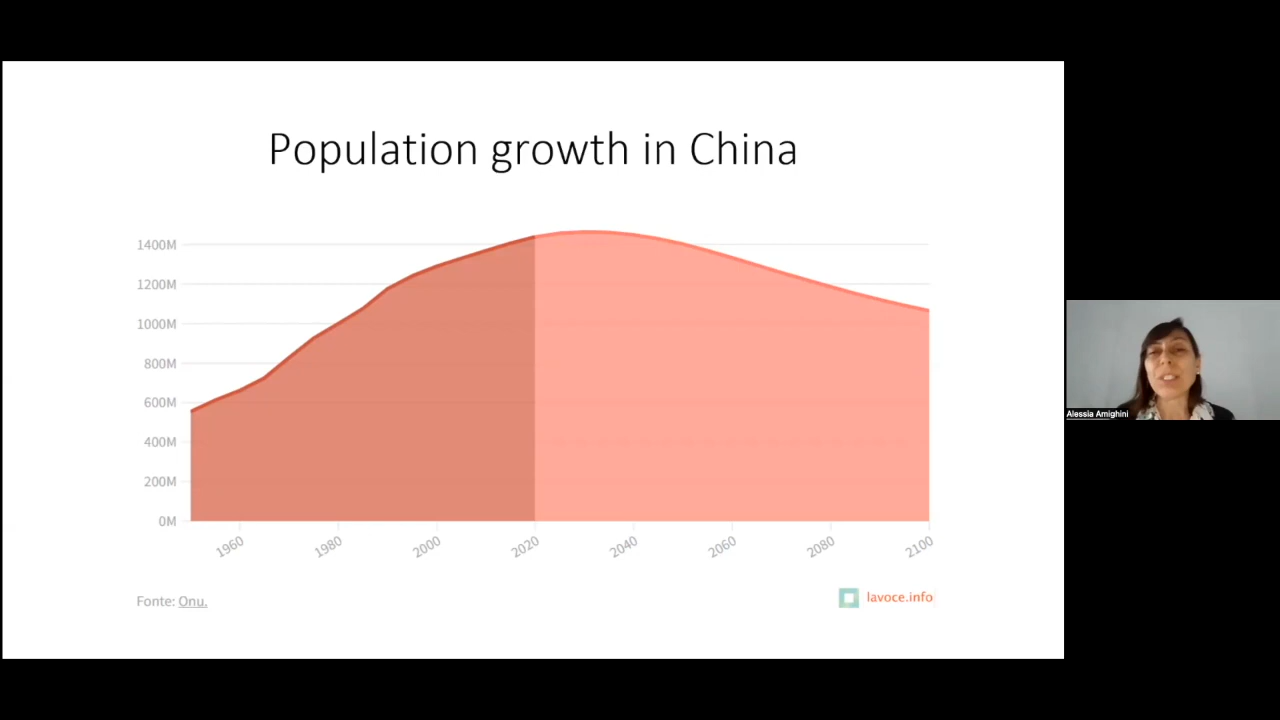 Population growth in China
1400M
1200M
1000M
800M
600M
400M
200M
0M
1960 1980 2000 2020 2040 2060 2080 2100
Fonte: Onu.
lavoce.info
Alessia Amighini